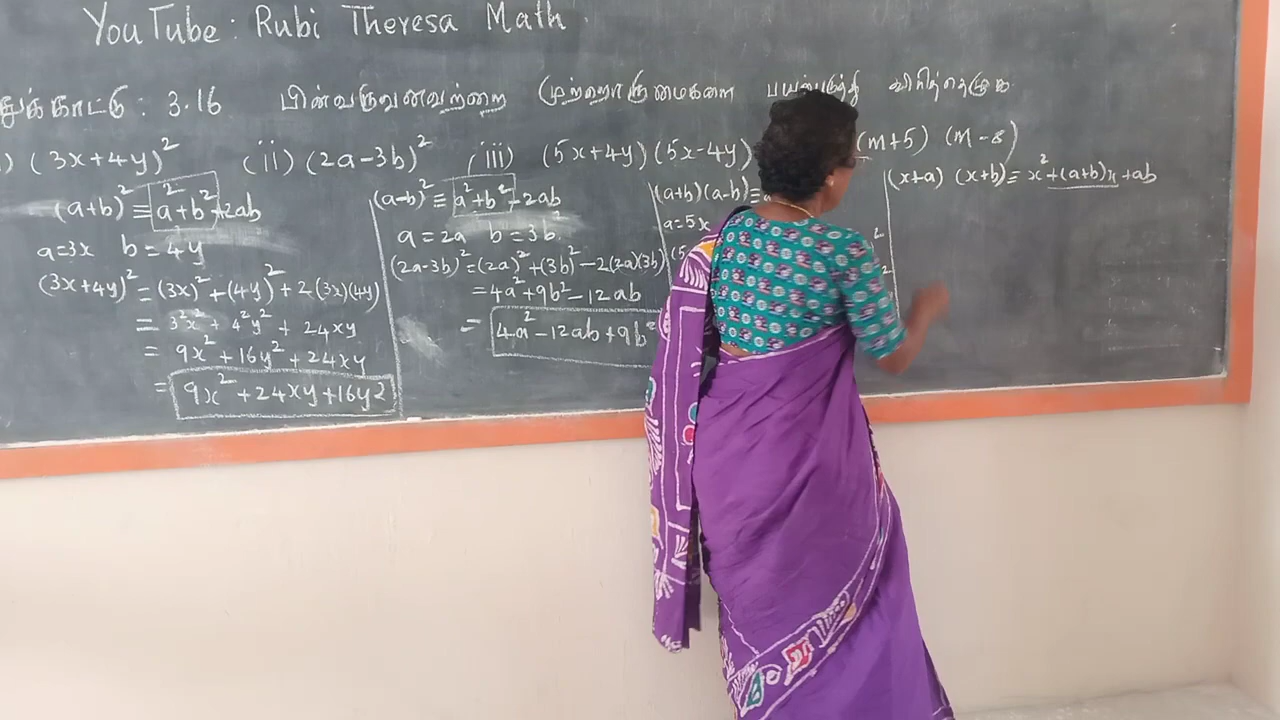 YouTube: Rubi Theresa Math
3.16 பின்வருவனவற்றை முற்றொருமைகளை பயன்படுத்தி விரித்தெழுதுக.
) (3x+4y)² (ii) (2a-3b)² (iii) (5x+4y) (5x-4y) (m+5) (m-8)
(a+b)² ≡ a²+b²+2ab
a=3x b=4y
(3x+4y)² = (3x)²+(4y)²+2(3x)(4y)
= 3²x²+4²y²+24xy
= 9x²+16y²+24xy
= 9x²+24xy+16y²
(a-b)² ≡ a²+b²-2ab
a=2a b=3b
(2a-3b)² = (2a)²+(3b)²-2(2a)(3b)
= 4a²+9b²-12ab
= 4a²-12ab+9b²
(a+b)(a-b) ≡
a=5x
(5
(x+a) (x+b) ≡ x²+(a+b)x+ab